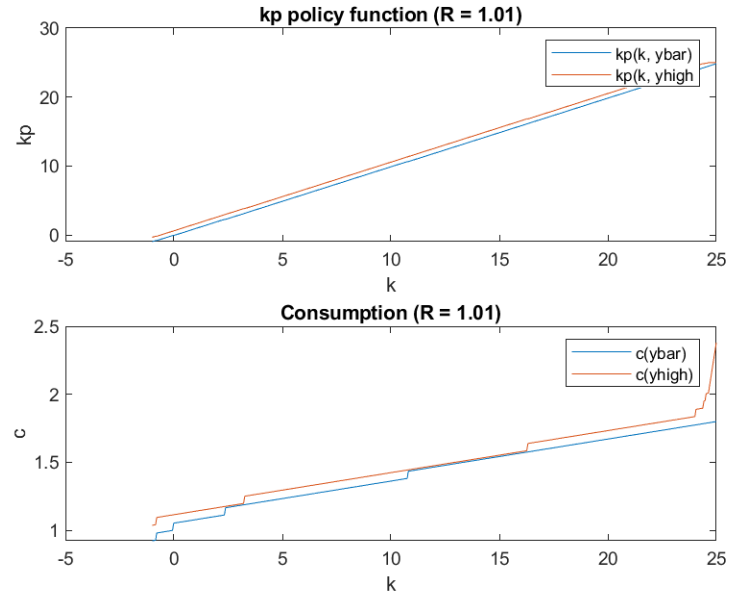 kp policy function (R = 1.01)
30
20
10
0
kp
kp(k, ybar)
kp(k, yhigh
-5
0
5
10
15
20
25
k
Consumption (R = 1.01)
2.5
2
1.5
1
c
c(ybar)
c(yhigh)
-5
0
5
10
15
20
25
k